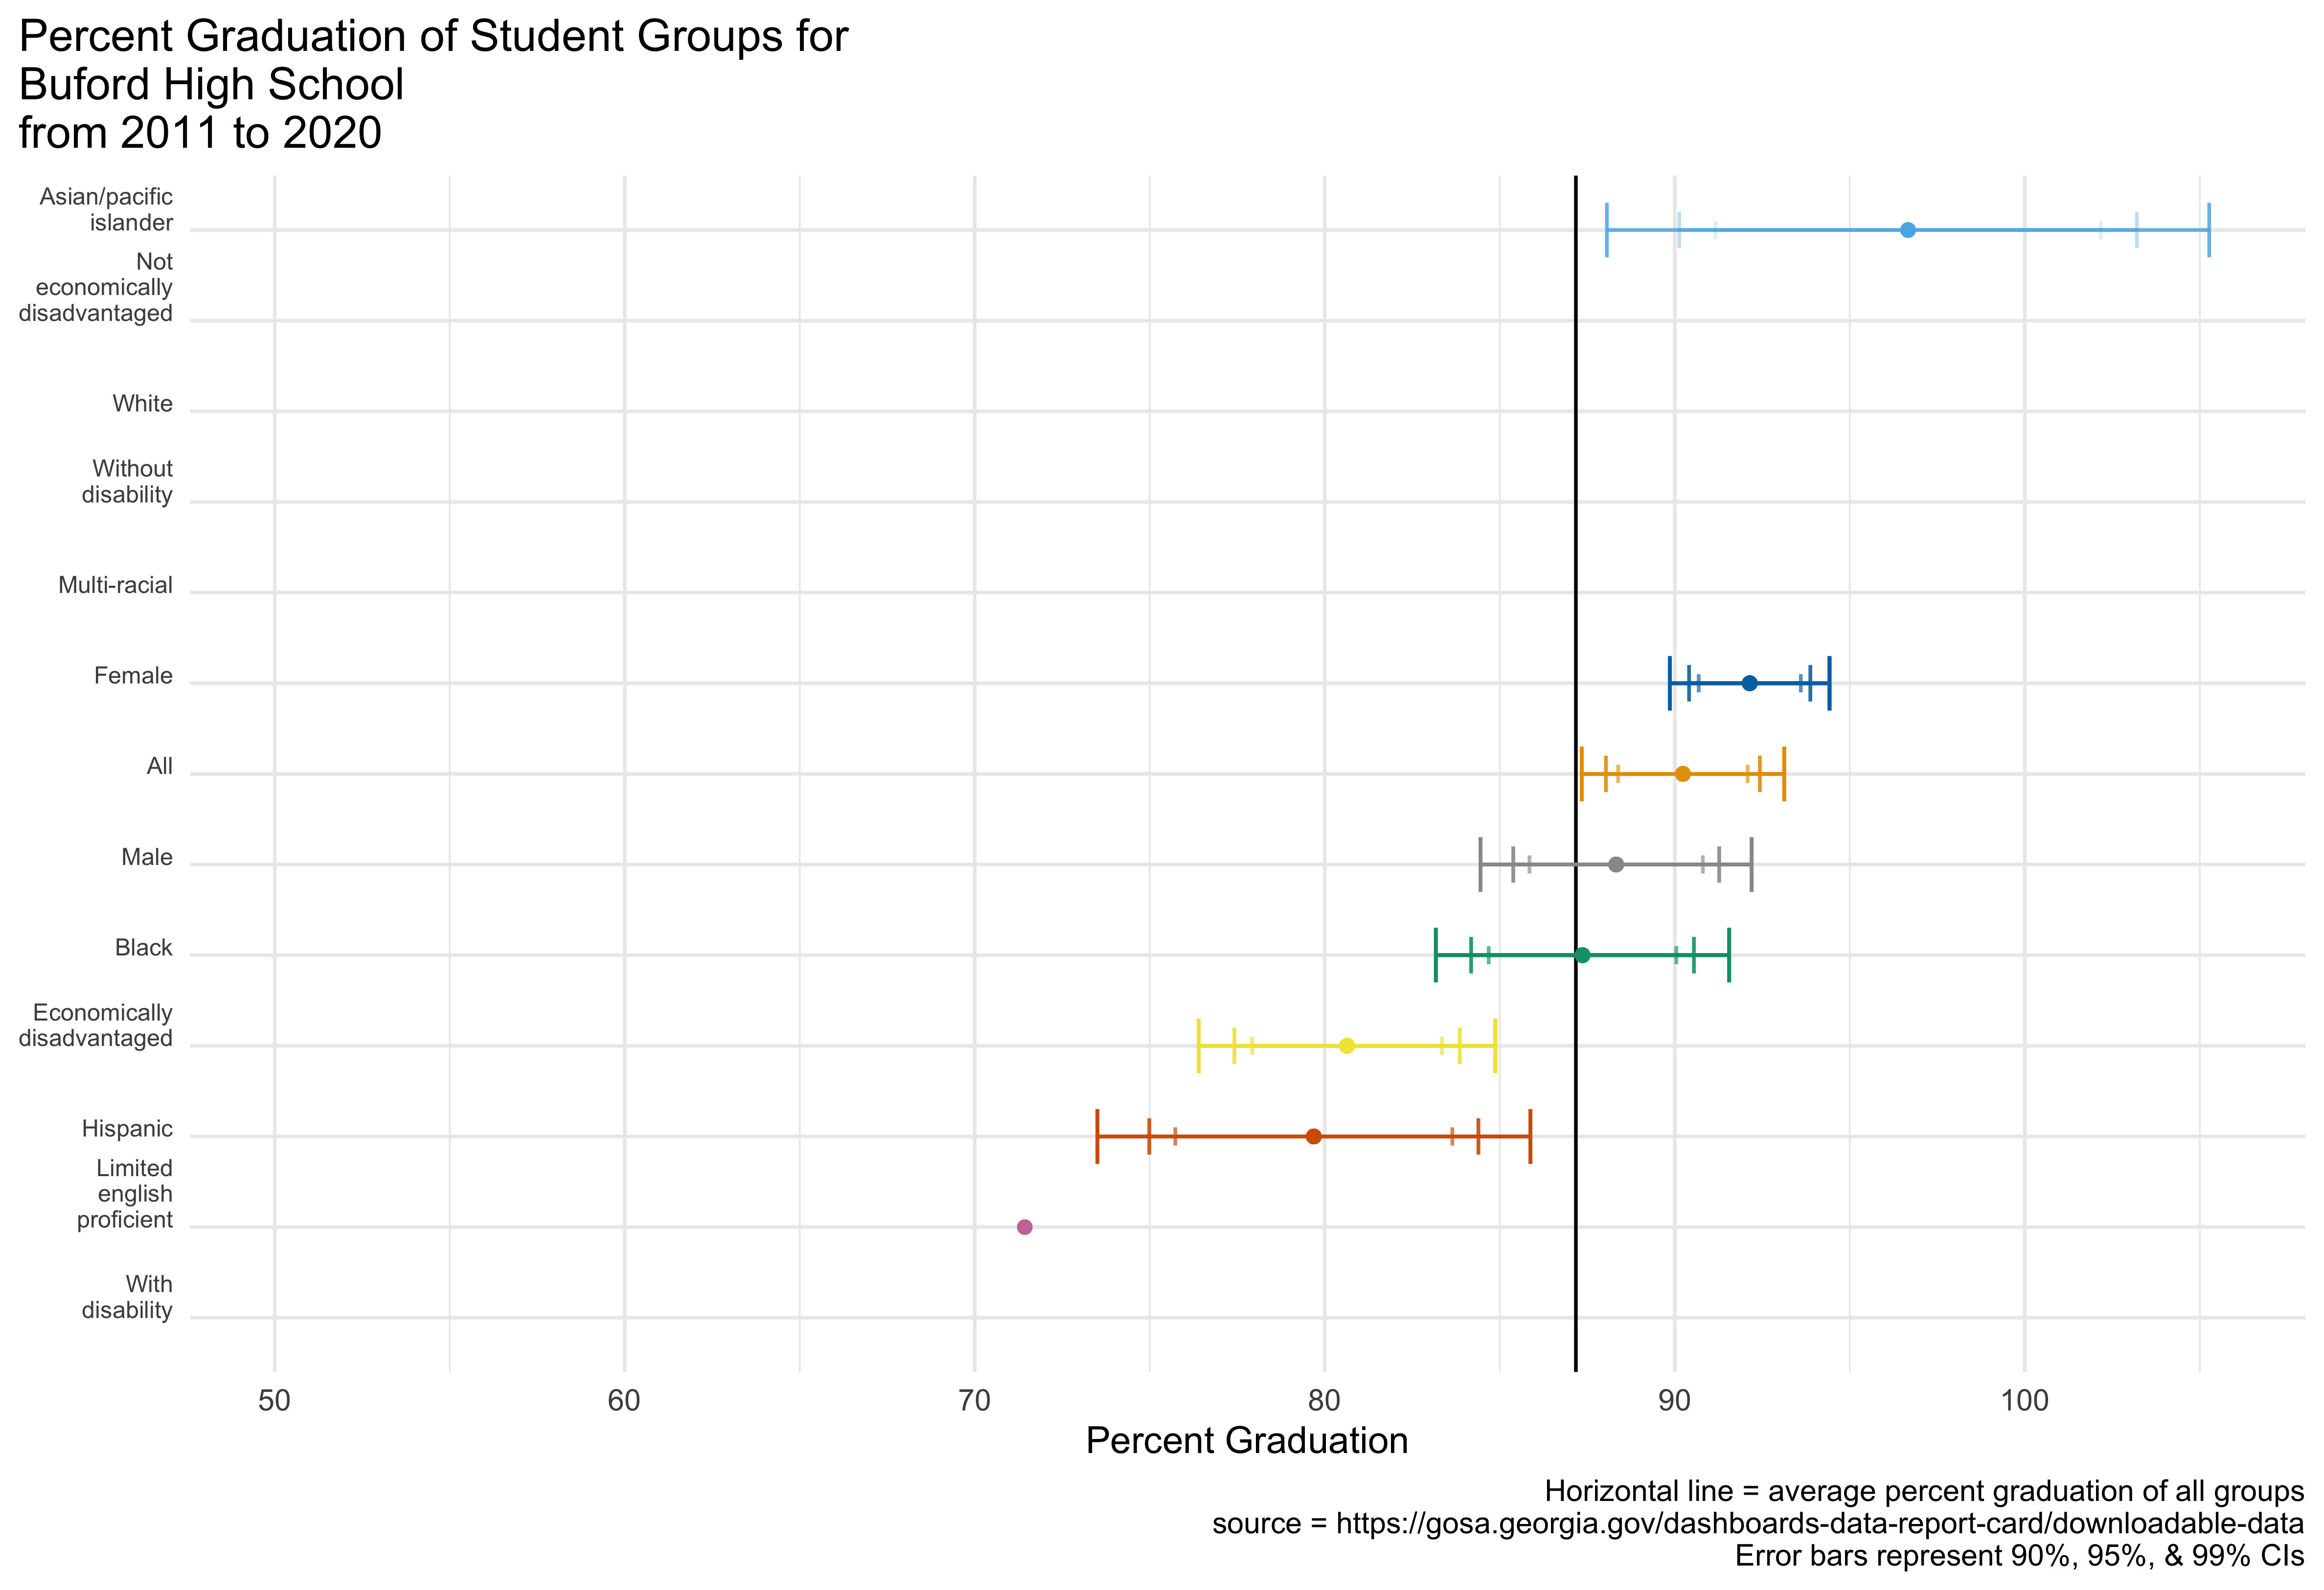 Percent Graduation of Student Groups for
Buford High School
from 2011 to 2020
Asian/pacific
islander
Not
economically
disadvantaged
White
Without
disability
Multi-racial
Female
All
Male
Black
Economically
disadvantaged
Hispanic
Limited
english
proficient
With
disability
50 60 70 80 90 100
Percent Graduation
Horizontal line = average percent graduation of all groups
source = https://gosa.georgia.gov/dashboards-data-report-card/downloadable-data
Error bars represent 90%, 95%, & 99% CIs